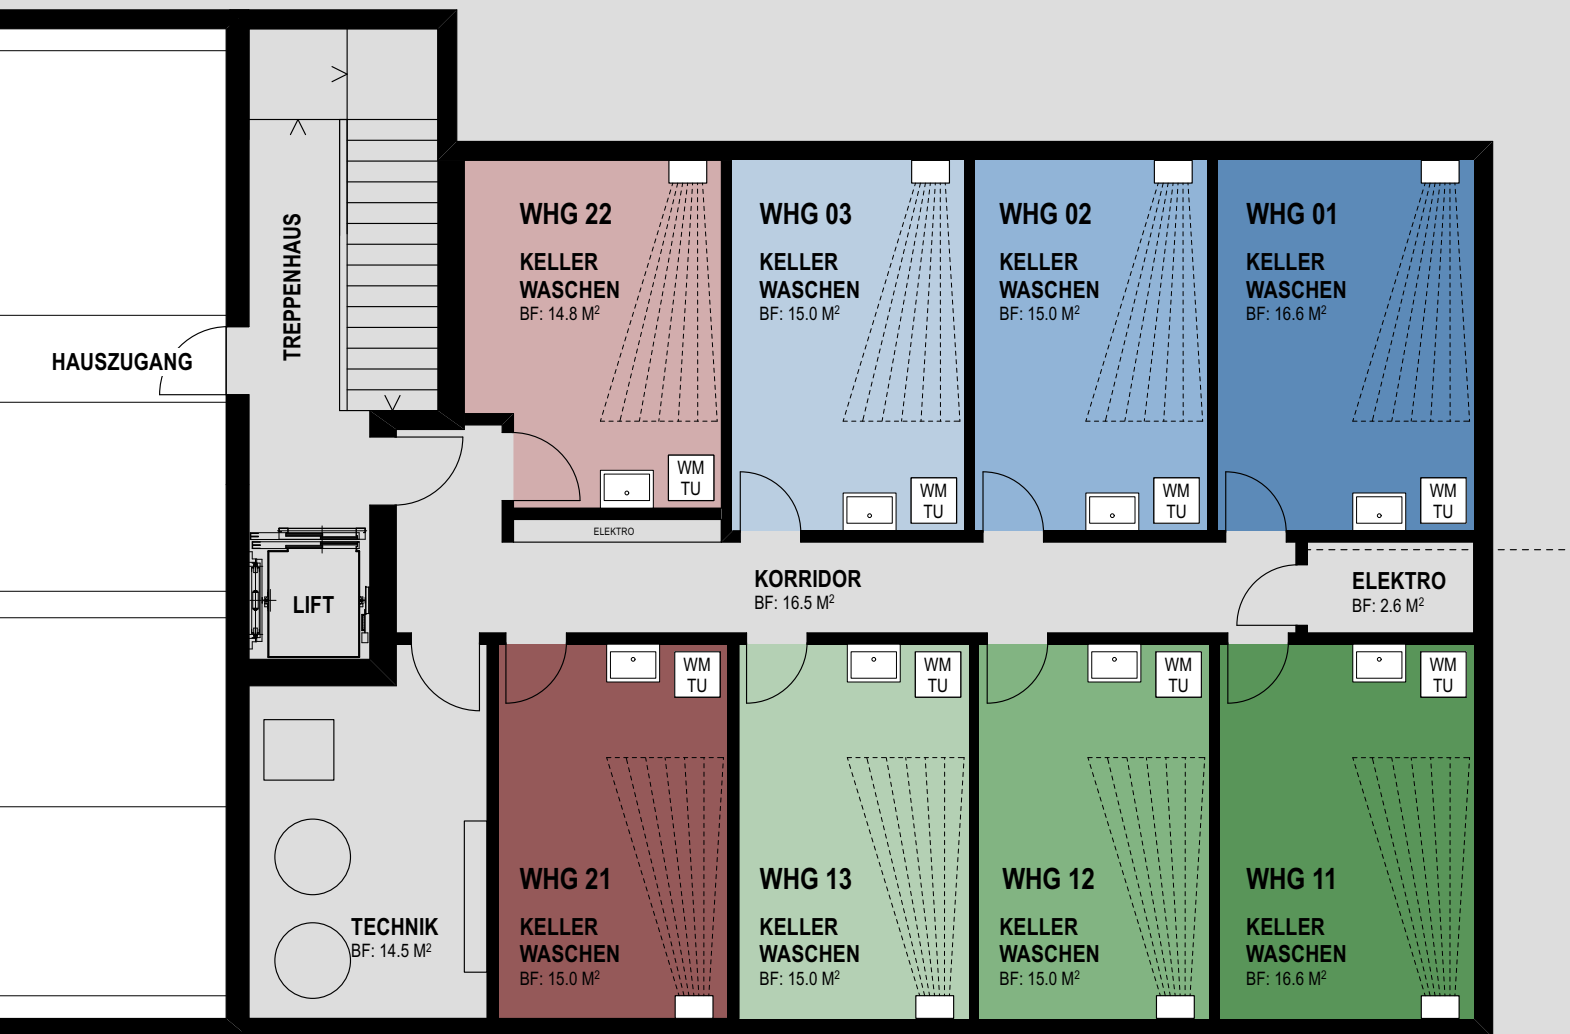 WHG 22
KELLER
WASCHEN
BF: 14.8 M²
WM
TU
WHG 03
KELLER
WASCHEN
BF: 15.0 M²
WM
TU
WHG 02
KELLER
WASCHEN
BF: 15.0 M²
WM
TU
WHG 01
KELLER
WASCHEN
BF: 16.6 M²
WM
TU
TREPPENHAUS
HAUSZUGANG
ELEKTRO
LIFT
KORRIDOR
BF: 16.5 M²
ELEKTRO
BF: 2.6 M²
TECHNIK
BF: 14.5 M²
WM
TU
WHG 21
KELLER
WASCHEN
BF: 15.0 M²
WM
TU
WHG 13
KELLER
WASCHEN
BF: 15.0 M²
WM
TU
WHG 12
KELLER
WASCHEN
BF: 15.0 M²
WM
TU
WHG 11
KELLER
WASCHEN
BF: 16.6 M²